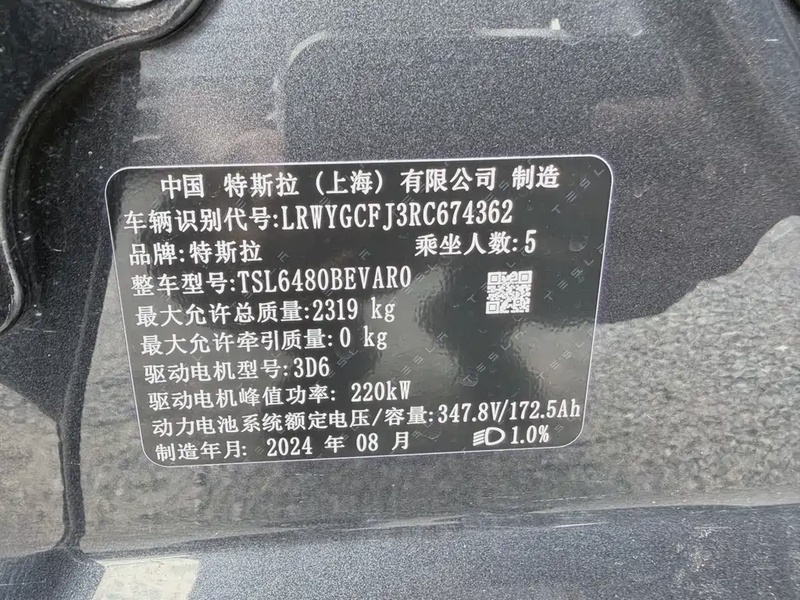 中国 特斯拉（上海）有限公司 制造
车辆识别代号:LRWYGCFJ3RC674362
品牌:特斯拉 乘坐人数:5
整车型号:TSL6480BEVAR0
最大允许总质量:2319 kg
最大允许牵引质量:0 kg
驱动电机型号:3D6
驱动电机峰值功率: 220kW
动力电池系统额定电压/容量:347.8V/172.5Ah
制造年月: 2024 年 08 月 1.0%
TESLA